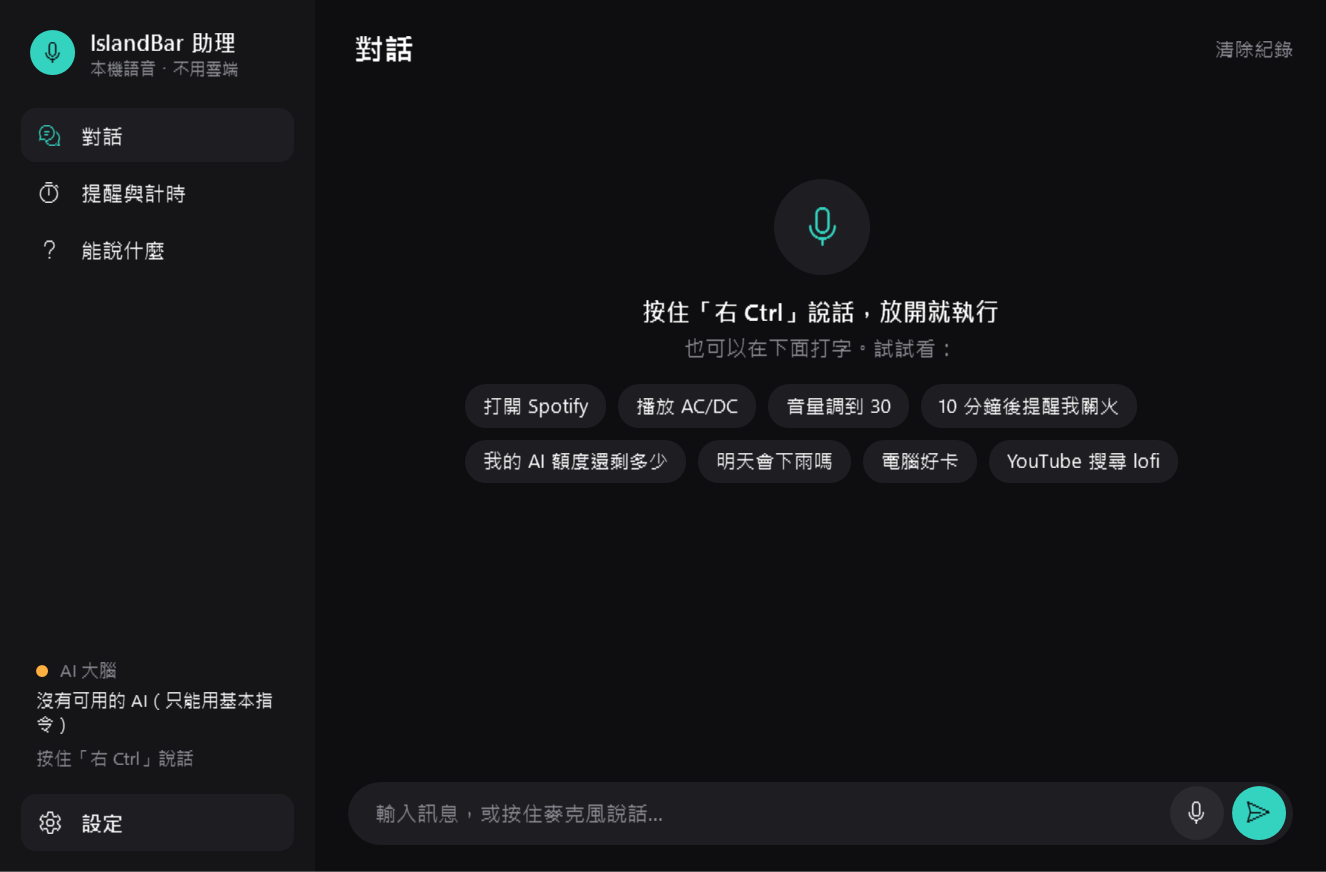 IslandBar 助理
本機語音 · 不用雲端
對話
提醒與計時
? 能說什麼
AI 大腦
沒有可用的 AI（只能用基本指
令）
按住「右 Ctrl」說話
設定
對話
清除紀錄
按住「右 Ctrl」說話，放開就執行
也可以在下面打字。試試看：
打開 Spotify
播放 AC/DC
音量調到 30
10 分鐘後提醒我關火
我的 AI 額度還剩多少
明天會下雨嗎
電腦好卡
YouTube 搜尋 lofi
輸入訊息，或按住麥克風說話...